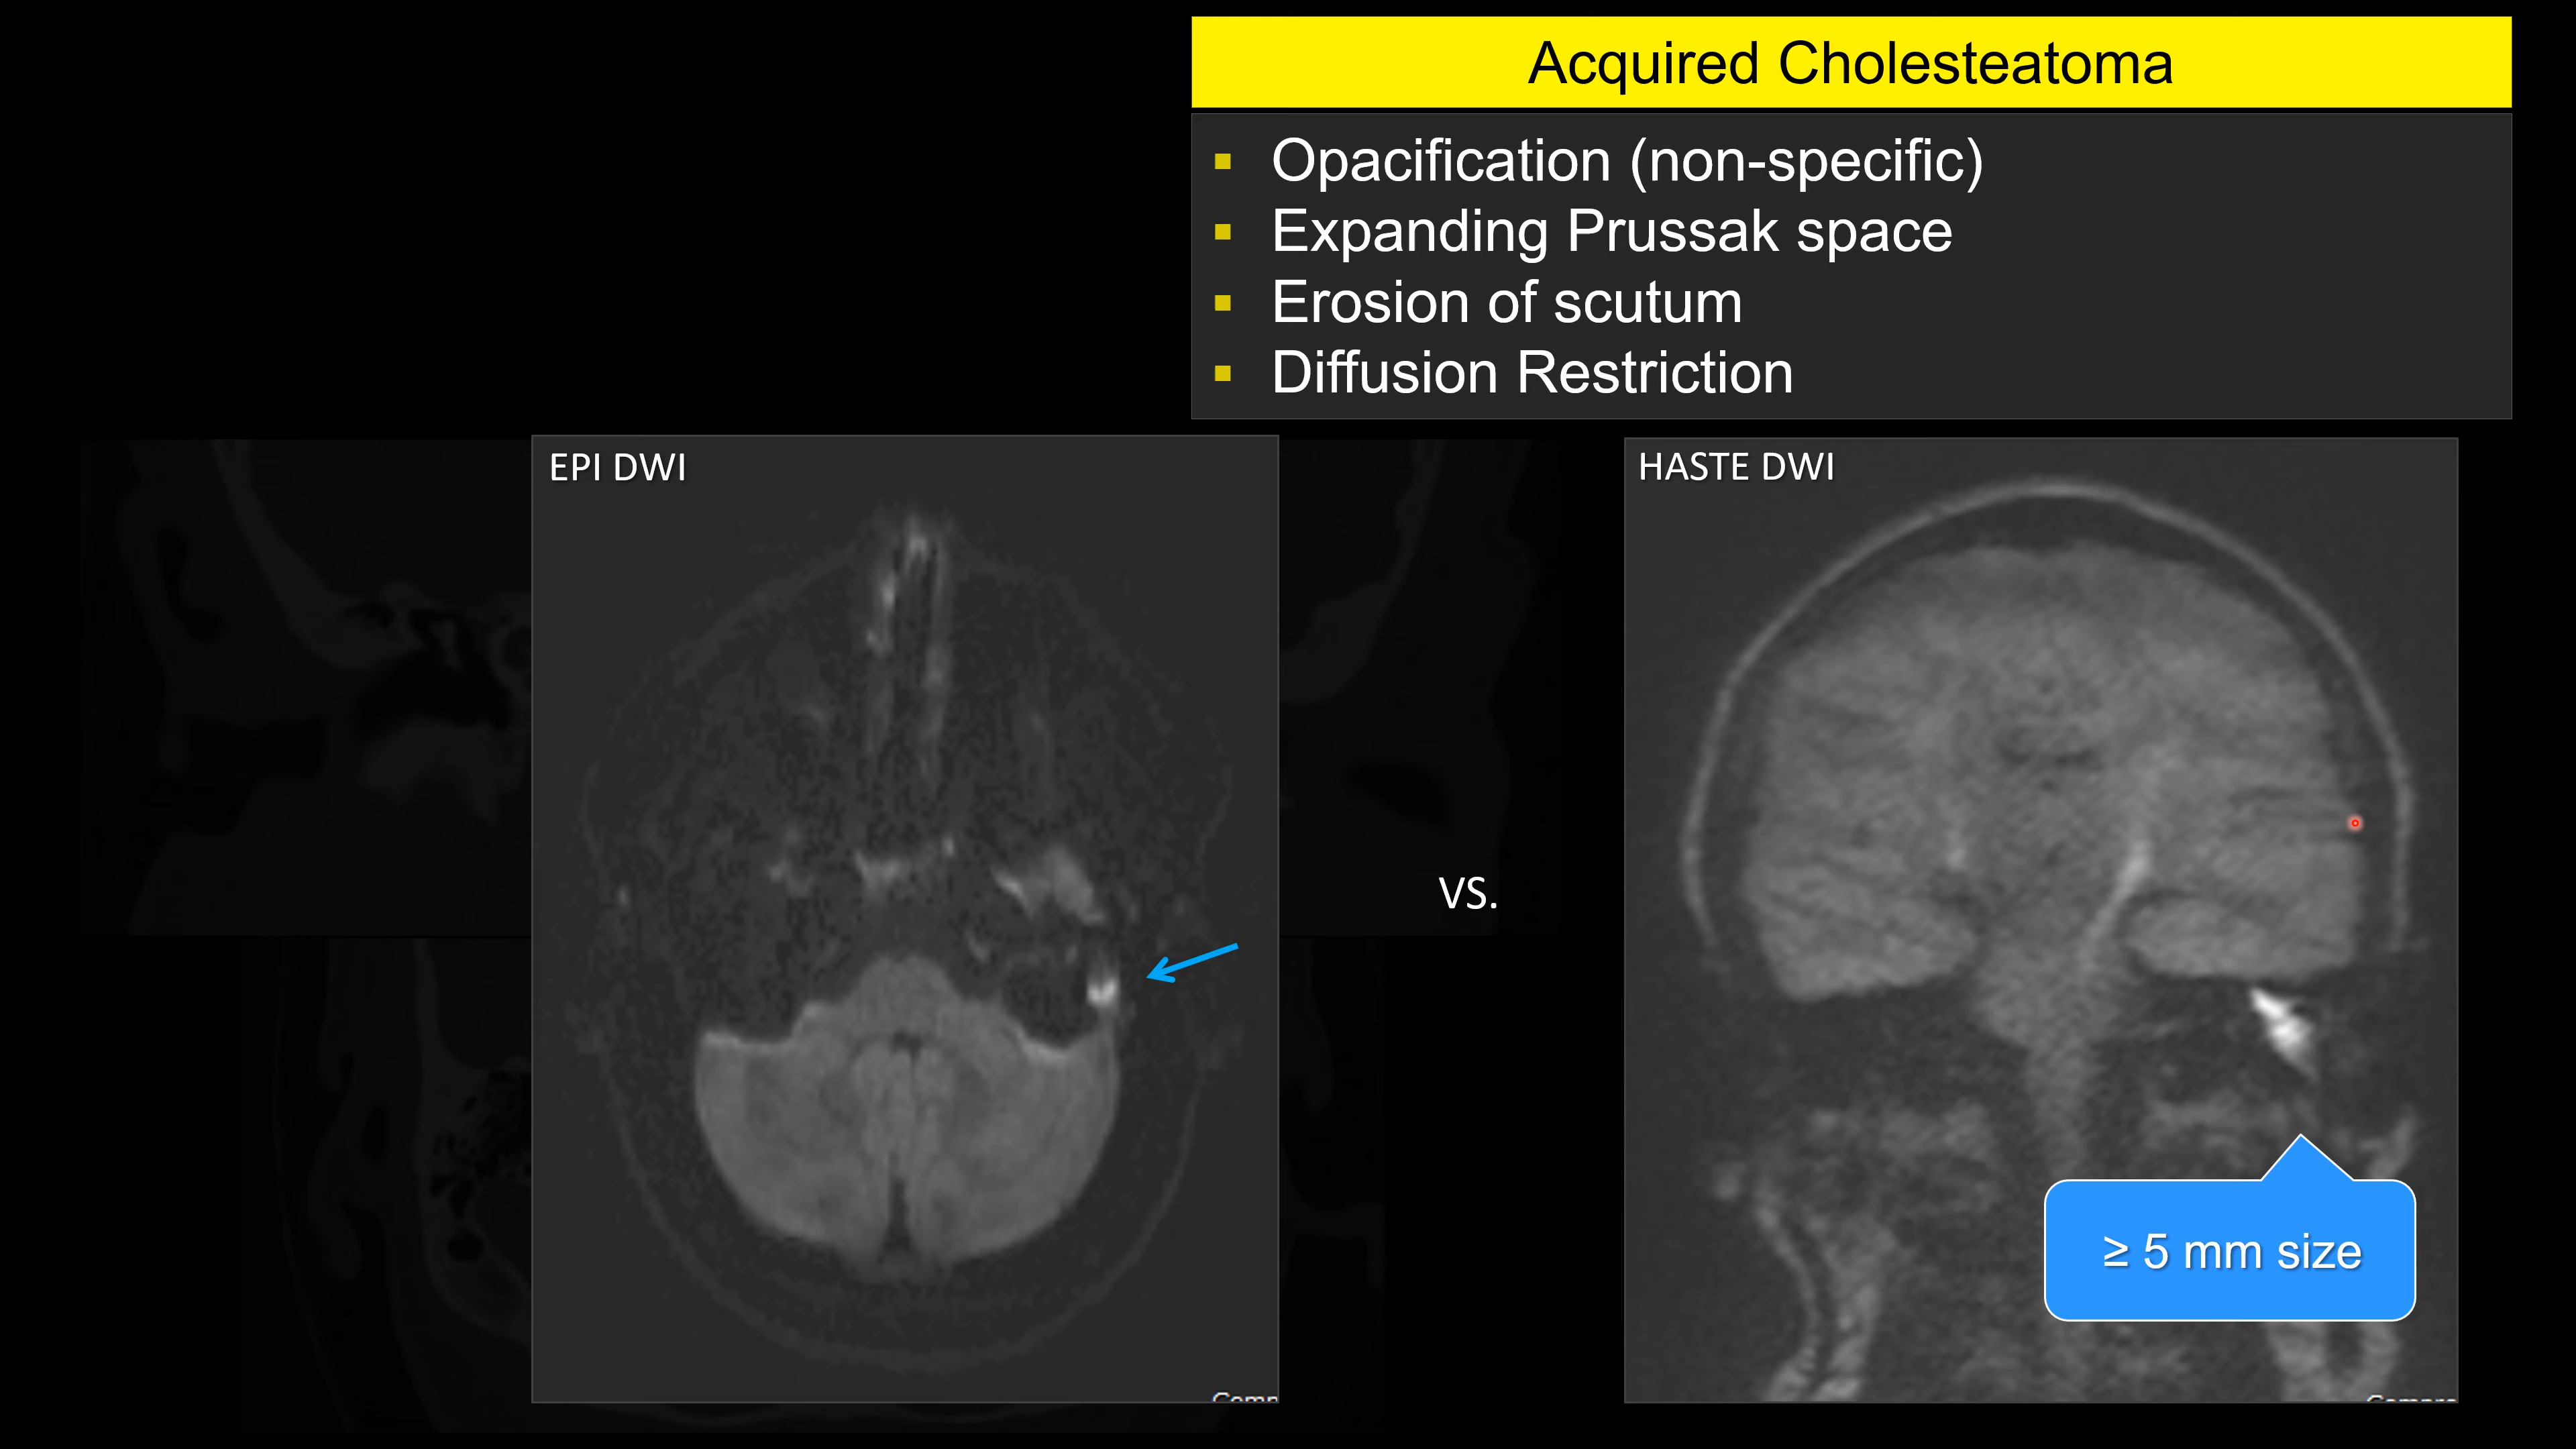 Acquired Cholesteatoma
▪ Opacification (non-specific)
▪ Expanding Prussak space
▪ Erosion of scutum
▪ Diffusion Restriction
EPI DWI
HASTE DWI
VS.
≥ 5 mm size